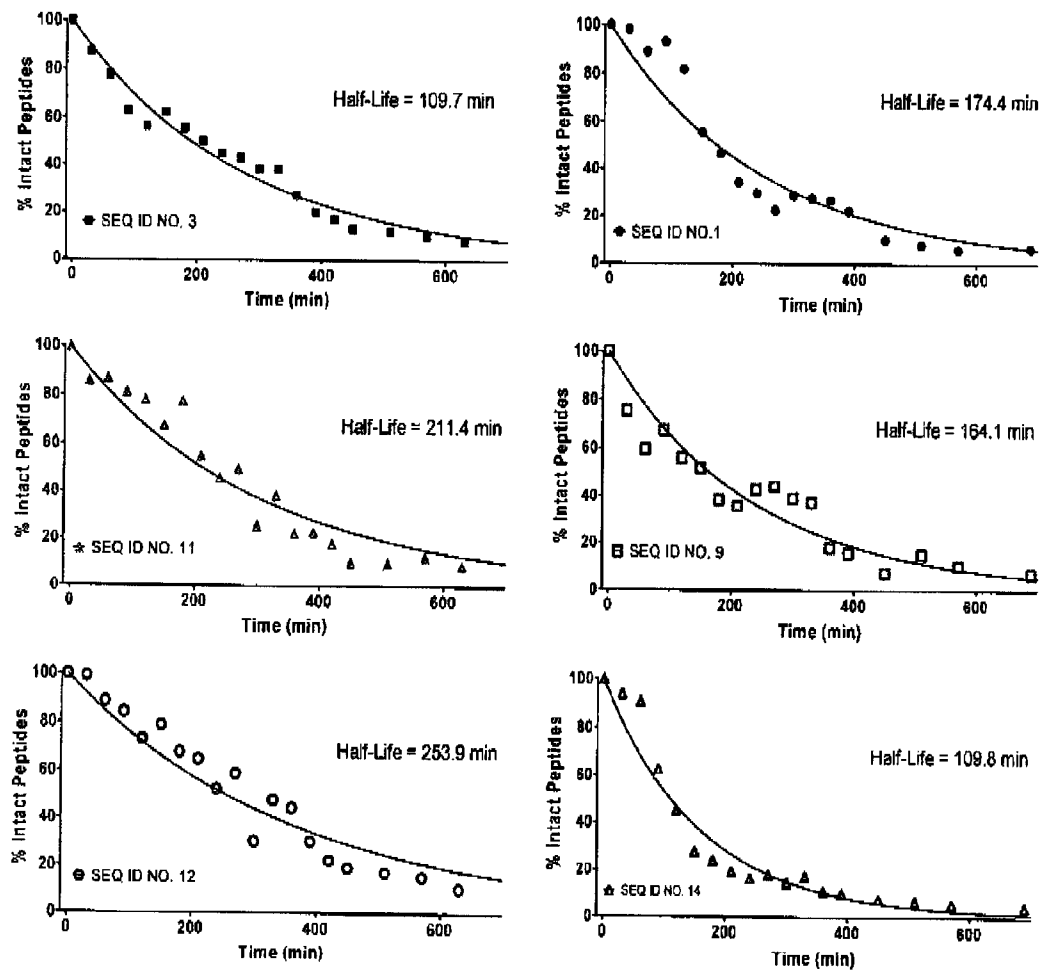 % Intact Peptides
100
80
60
40
20
0
Half-Life = 109.7 min
SEQ ID NO. 3
0 200 400 600
Time (min)
% Intact Peptides
100
80
60
40
20
0
Half-Life = 174.4 min
SEQ ID NO.1
0 200 400 600
Time (min)
% Intact Peptides
100
80
60
40
20
0
Half-Life = 211.4 min
SEQ ID NO. 11
0 200 400 600
Time (min)
% Intact Peptides
100
80
60
40
20
0
Half-Life = 164.1 min
SEQ ID NO. 9
0 200 400 600
Time (min)
% Intact Peptides
100
80
60
40
20
0
Half-Life = 253.9 min
SEQ ID NO. 12
0 200 400 600
Time (min)
% Intact Peptides
100
80
60
40
20
0
Half-Life = 109.8 min
SEQ ID NO. 14
0 200 400 600
Time (min)